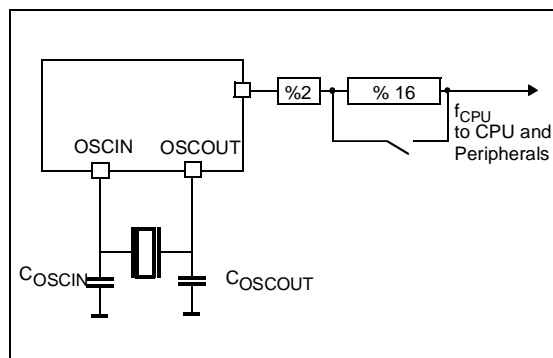 %2
% 16
fCPU
to CPU and
Peripherals
OSCIN
OSCOUT
COSCIN
COSCOUT